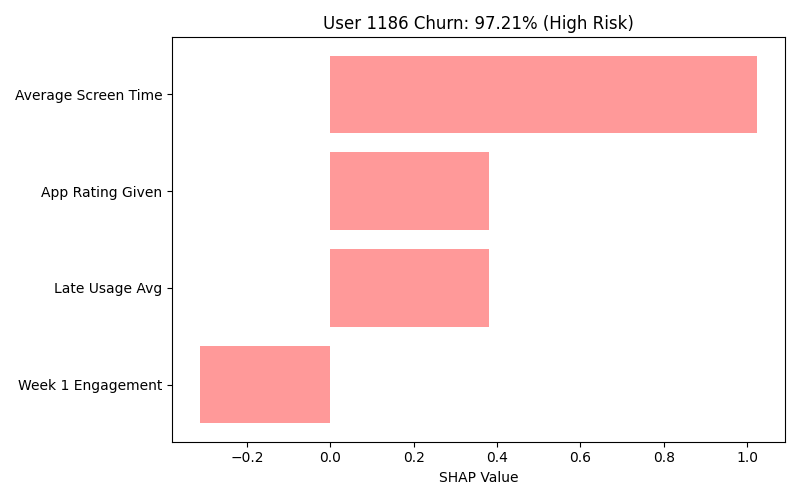 User 1186 Churn: 97.21% (High Risk)
Average Screen Time
App Rating Given
Late Usage Avg
Week 1 Engagement
−0.2 0.0 0.2 0.4 0.6 0.8 1.0
SHAP Value